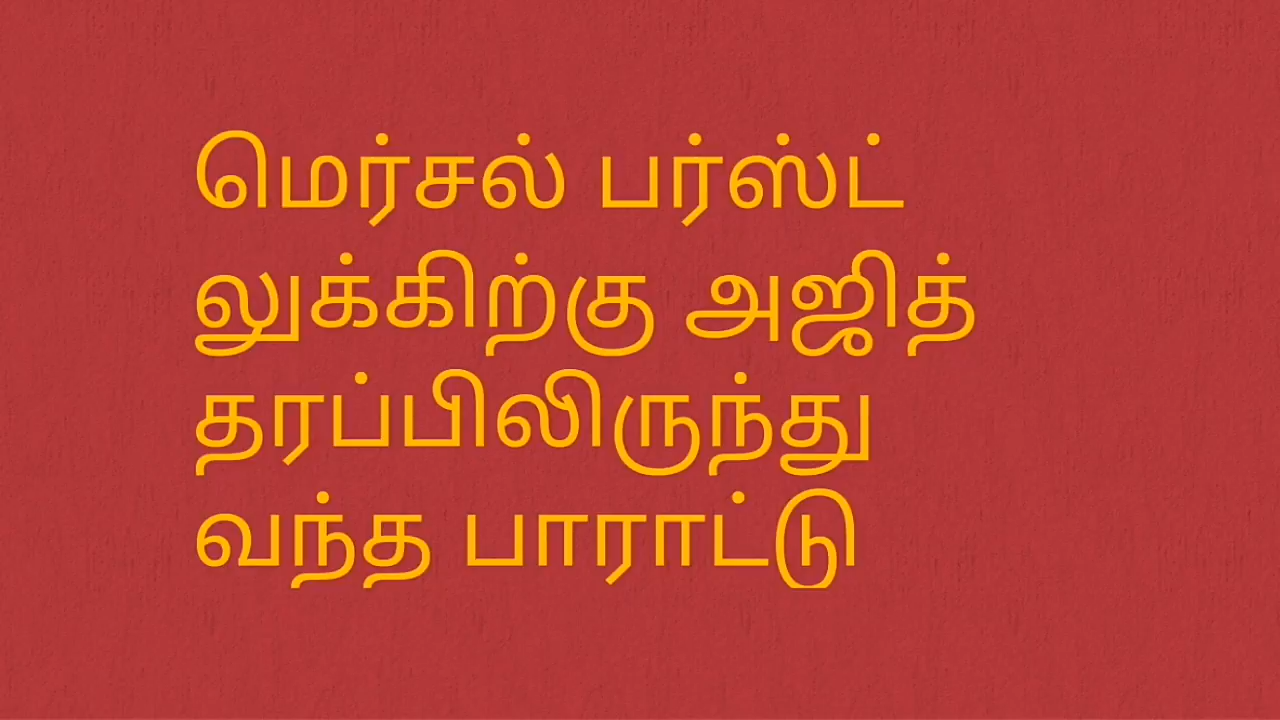 மெர்சல் பர்ஸ்ட்
லுக்கிற்கு அஜித்
தரப்பிலிருந்து
வந்த பாராட்டு